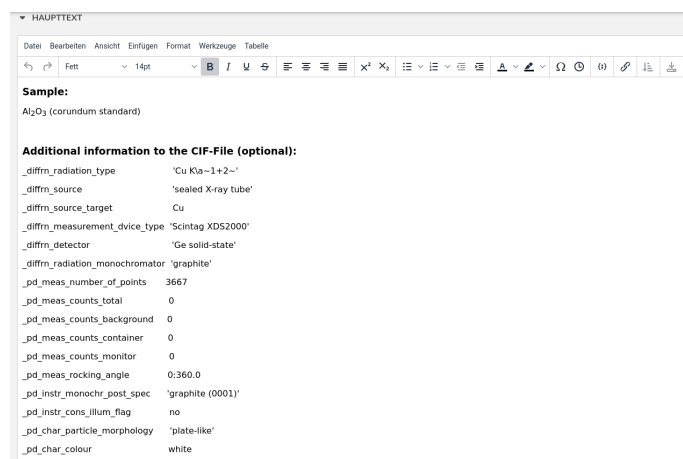 HAUPTTEXT
Datei Bearbeiten Ansicht Einfügen Format Werkzeuge Tabelle
Fett 14pt B I U S X² X₂ A Ω {;}
Sample:
Al₂O₃ (corundum standard)
Additional information to the CIF-File (optional):
_diffrn_radiation_type 'Cu K\a~1+2~'
_diffrn_source 'sealed X-ray tube'
_diffrn_source_target Cu
_diffrn_measurement_dvice_type 'Scintag XDS2000'
_diffrn_detector 'Ge solid-state'
_diffrn_radiation_monochromator 'graphite'
_pd_meas_number_of_points 3667
_pd_meas_counts_total 0
_pd_meas_counts_background 0
_pd_meas_counts_container 0
_pd_meas_counts_monitor 0
_pd_meas_rocking_angle 0:360.0
_pd_instr_monochr_post_spec 'graphite (0001)'
_pd_instr_cons_illum_flag no
_pd_char_particle_morphology 'plate-like'
_pd_char_colour white